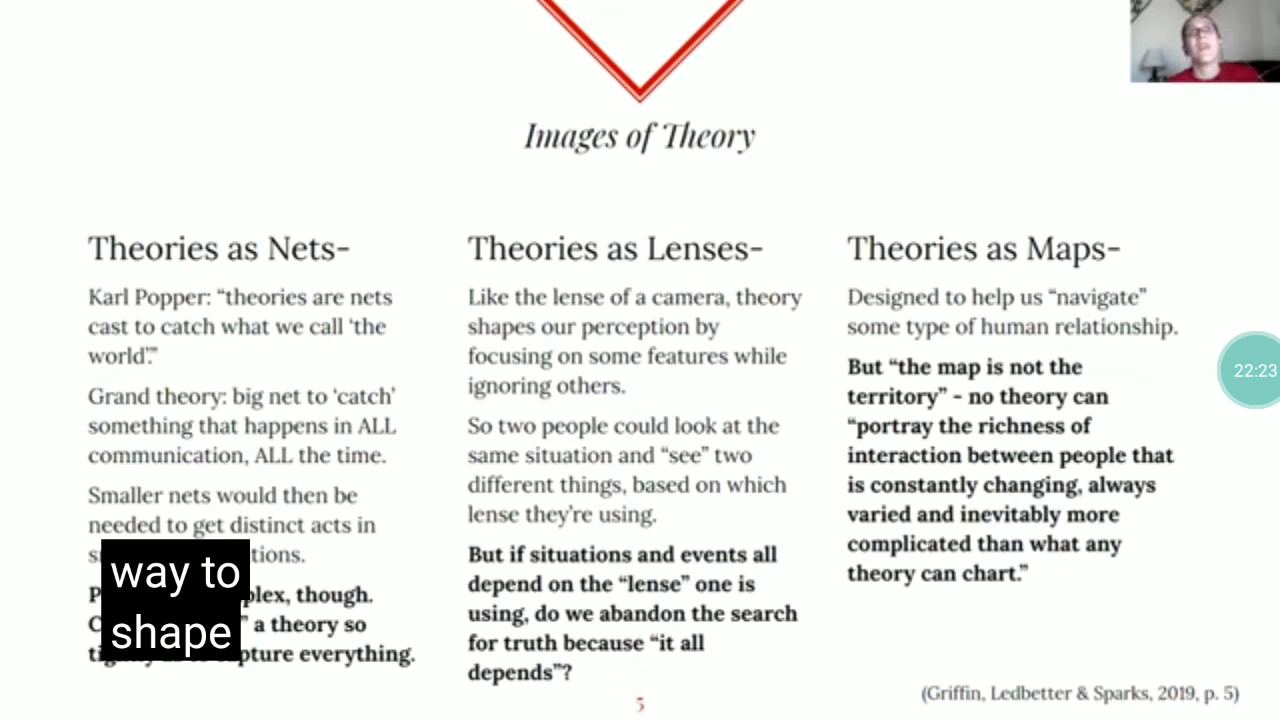 Images of Theory
Theories as Nets-
Karl Popper: “theories are nets
cast to catch what we call ‘the
world’.”
Grand theory: big net to ‘catch’
something that happens in ALL
communication, ALL the time.
Smaller nets would then be
needed to get distinct acts in
though.
a theory so
everything.
way to
shape
Theories as Lenses-
Like the lense of a camera, theory
shapes our perception by
focusing on some features while
ignoring others.
So two people could look at the
same situation and “see” two
different things, based on which
lense they’re using.
But if situations and events all
depend on the “lense” one is
using, do we abandon the search
for truth because “it all
depends”?
Theories as Maps-
Designed to help us “navigate”
some type of human relationship.
But “the map is not the
territory” - no theory can
“portray the richness of
interaction between people that
is constantly changing, always
varied and inevitably more
complicated than what any
theory can chart.”
22:23
(Griffin, Ledbetter & Sparks, 2019, p. 5)
5